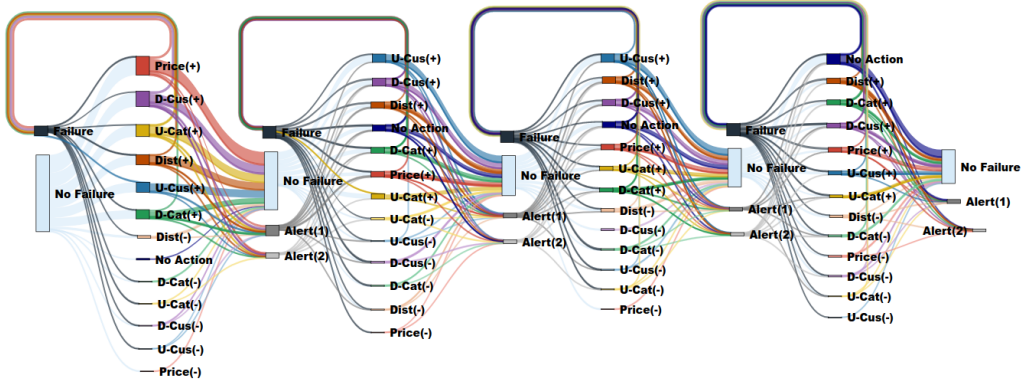 Price(+)
D-Cus(+)
U-Cat(+)
Failure
Dist(+)
No Failure
U-Cus(+)
D-Cat(+)
Dist(-)
No Action
D-Cat(-)
U-Cat(-)
D-Cus(-)
U-Cus(-)
Price(-)
U-Cus(+)
D-Cus(+)
Dist(+)
Failure
No Action
D-Cat(+)
No Failure
Price(+)
U-Cat(+)
U-Cat(-)
Alert(1)
U-Cus(-)
Alert(2)
D-Cus(-)
D-Cat(-)
Dist(-)
Price(-)
U-Cus(+)
Dist(+)
D-Cus(+)
No Action
Failure
Price(+)
U-Cat(+)
No Failure
D-Cat(+)
Dist(-)
Alert(1)
D-Cus(-)
Alert(2)
D-Cat(-)
U-Cus(-)
U-Cat(-)
Price(-)
No Action
Dist(+)
D-Cat(+)
Failure
D-Cus(+)
Price(+)
No Failure
U-Cus(+)
U-Cat(+)
Alert(1)
Dist(-)
Alert(2)
D-Cat(-)
Price(-)
D-Cus(-)
U-Cat(-)
U-Cus(-)
No Failure
Alert(1)
Alert(2)